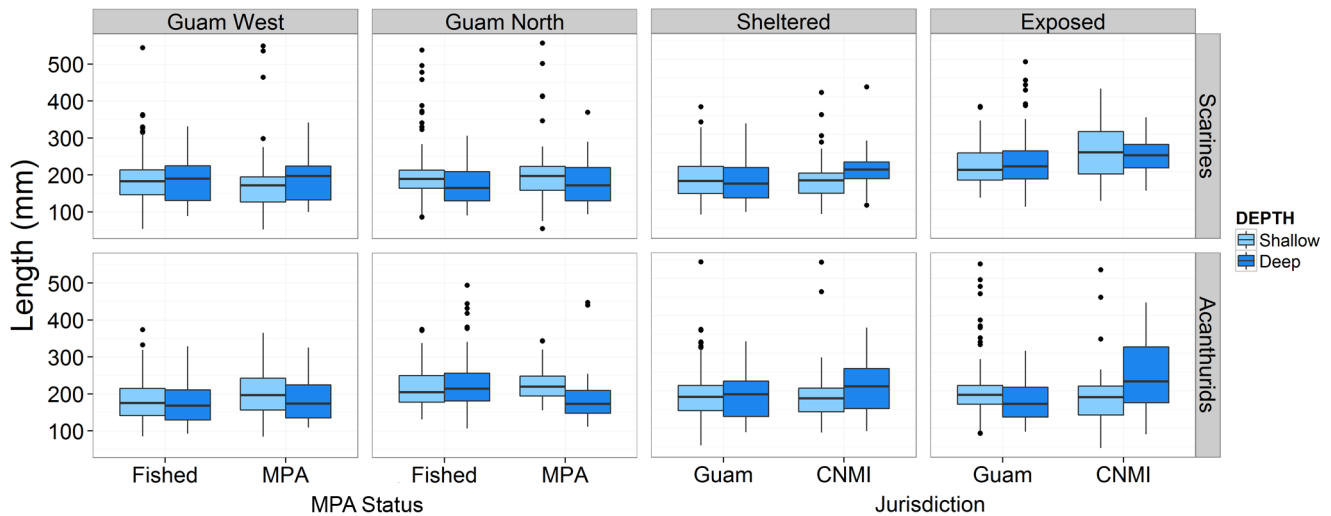 Guam West
Guam North
Sheltered
Exposed
Length (mm)
500
400
300
200
100
Scarines
500
400
300
200
100
Acanthurids
DEPTH
Shallow
Deep
Fished
MPA
Fished
MPA
Guam
CNMI
Guam
CNMI
MPA Status
Jurisdiction